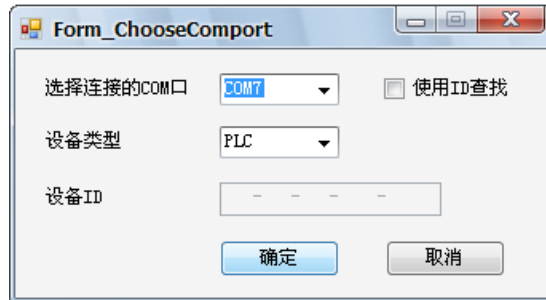 Form_ChooseComport
选择连接的COM口 COM7 使用ID查找
设备类型 PLC
设备ID - - - -
确定 取消